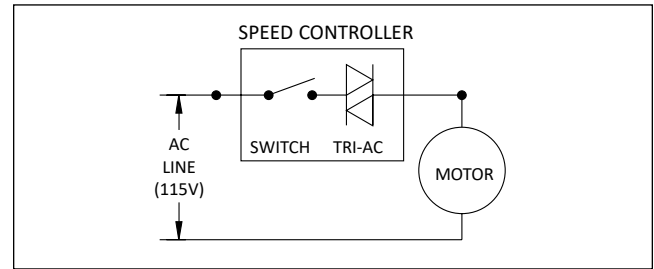 SPEED CONTROLLER
SWITCH TRI-AC
AC
LINE
(115V)
MOTOR